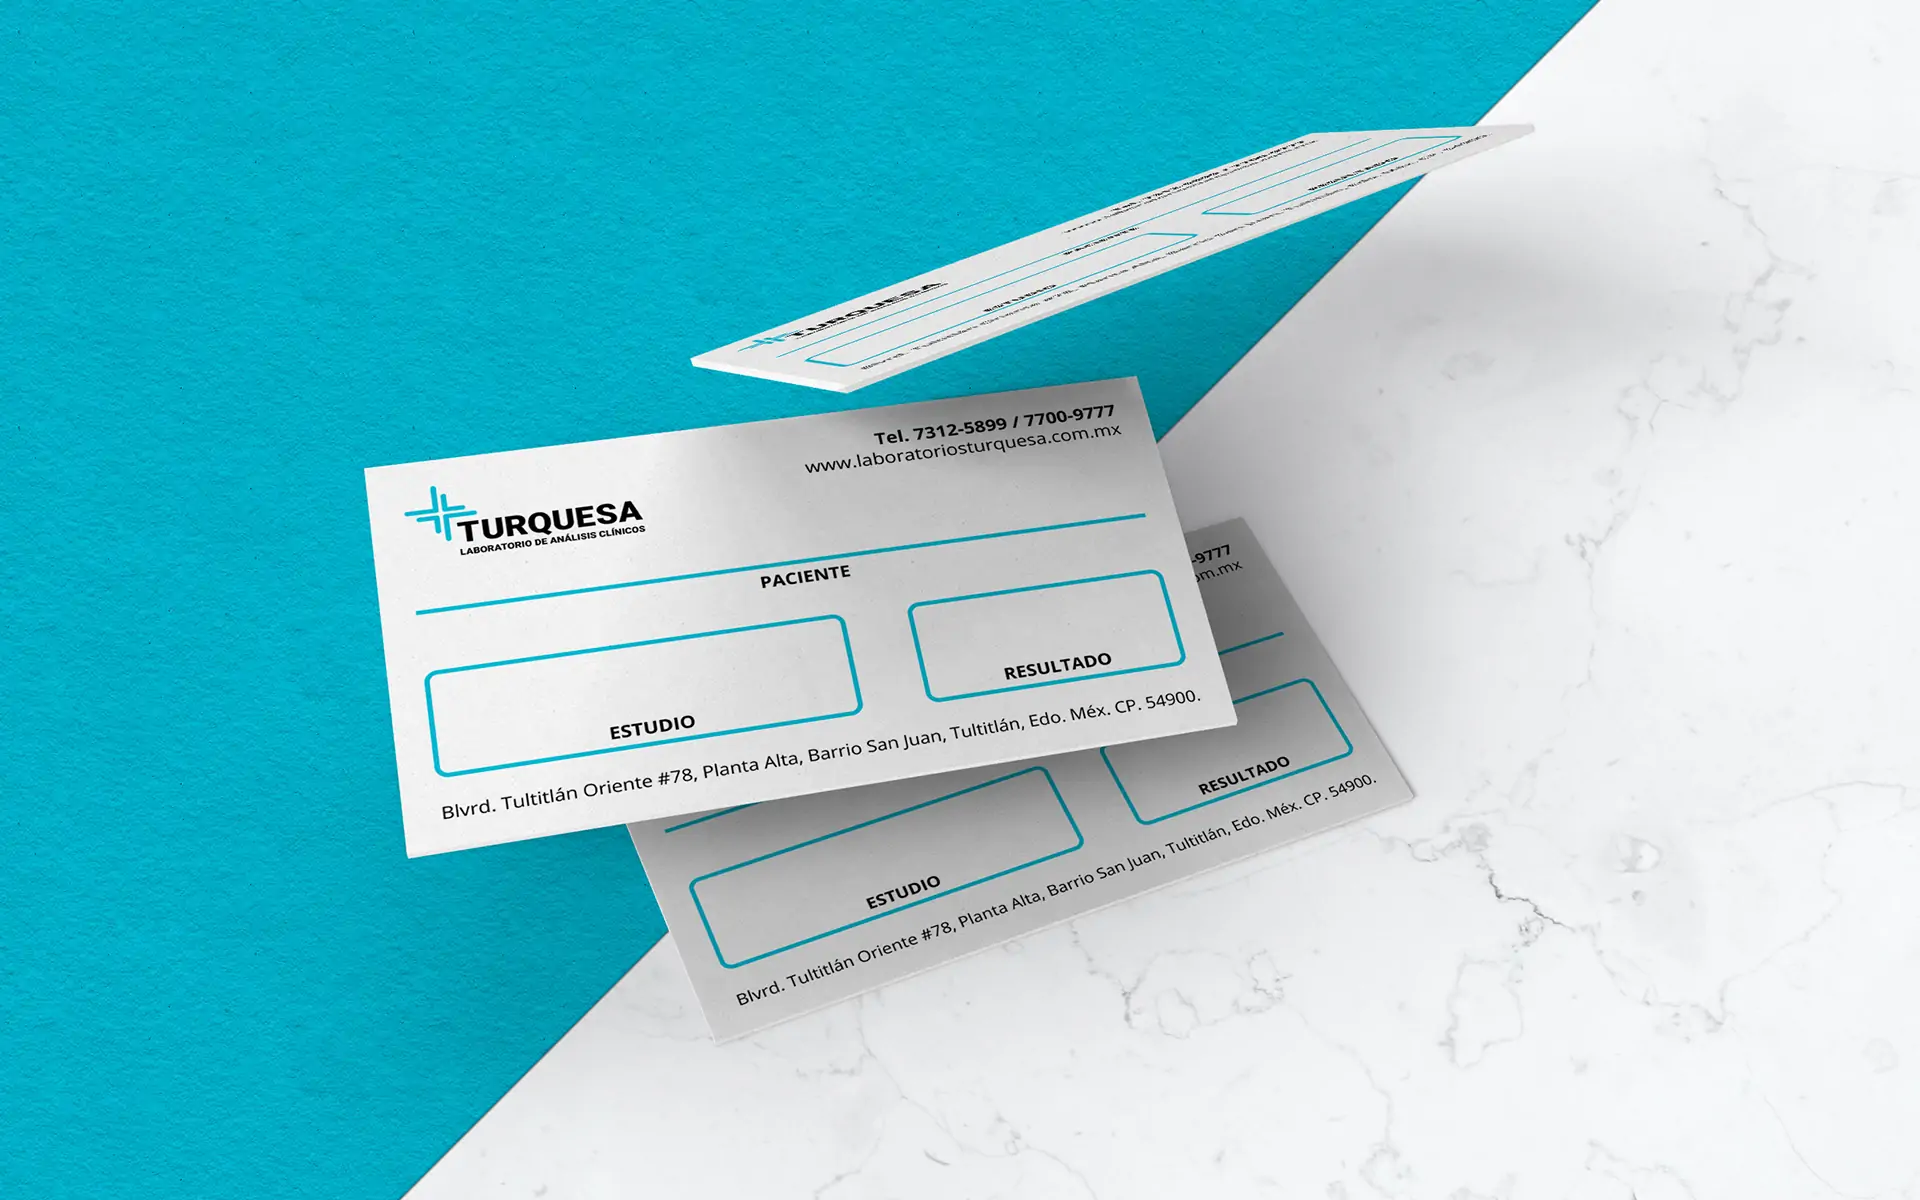 TURQUESA
Tel. 7312-5899 / 7700-9777
www.laboratoriosturquesa.com.mx
TURQUESA
LABORATORIO DE ANÁLISIS CLÍNICOS
PACIENTE
ESTUDIO
RESULTADO
Blvrd. Tultitlán Oriente #78, Planta Alta, Barrio San Juan, Tultitlán, Edo. Méx. CP. 54900.
-9777
om.mx
ESTUDIO
RESULTADO
Blvrd. Tultitlán Oriente #78, Planta Alta, Barrio San Juan, Tultitlán, Edo. Méx. CP. 54900.